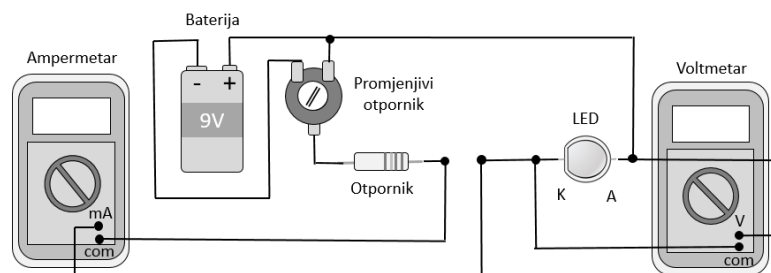 Baterija
Ampermetar
- +
9V
Promjenjivi
otpornik
Otpornik
LED
K A
Voltmetar
mA
com
V
com